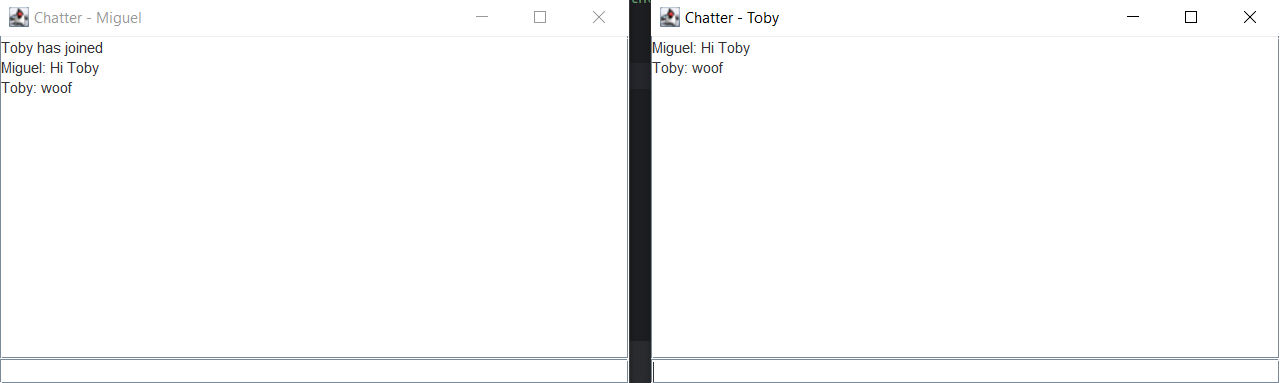 Chatter - Miguel
Toby has joined
Miguel: Hi Toby
Toby: woof
Chatter - Toby
Miguel: Hi Toby
Toby: woof